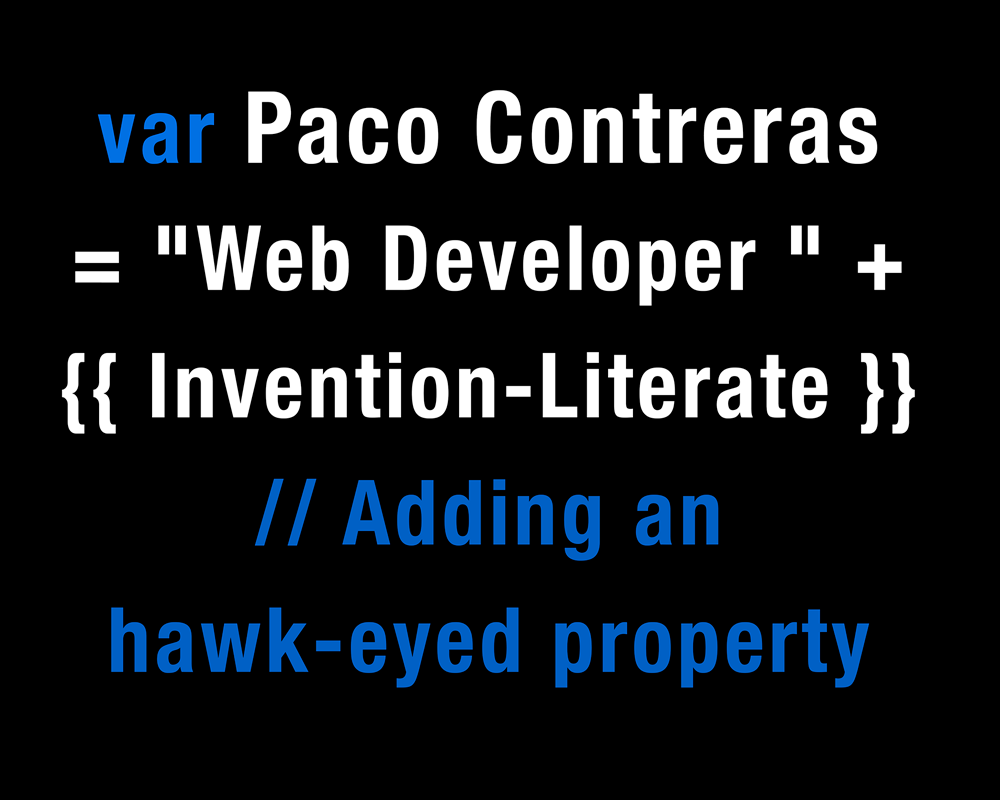 var Paco Contreras
= "Web Developer " +
{{ Invention-Literate }}
// Adding an
hawk-eyed property